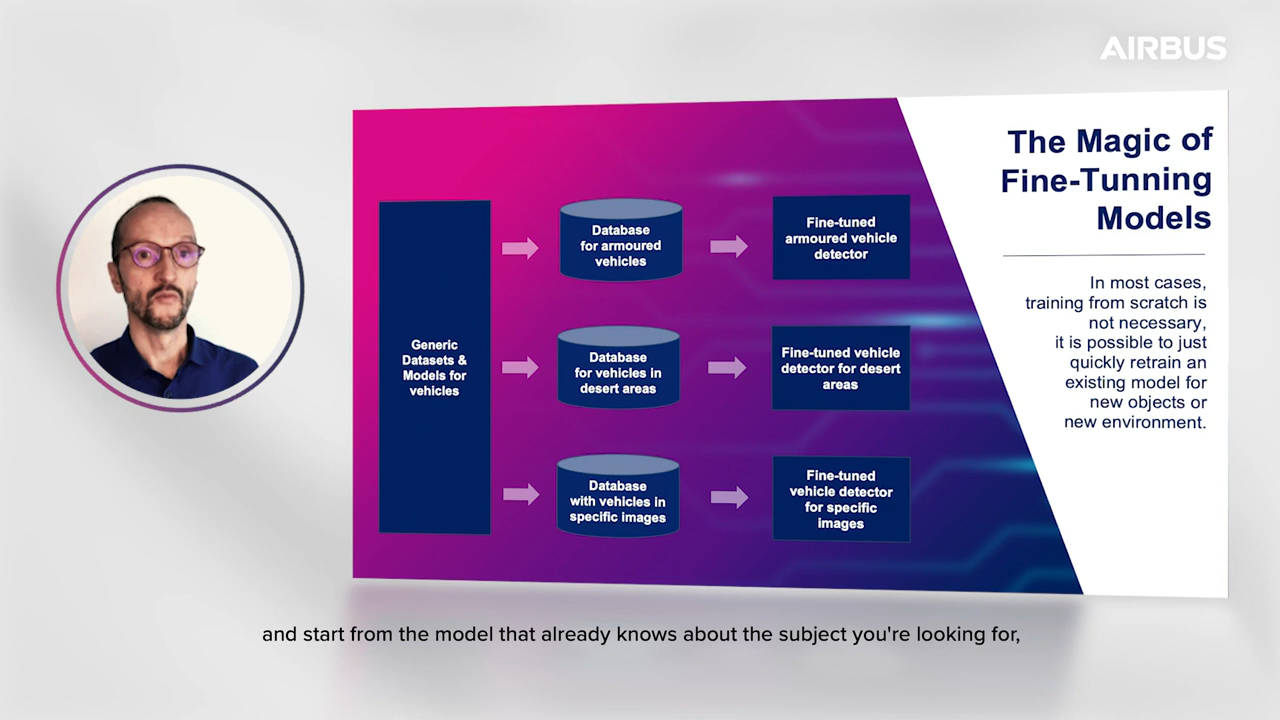 AIRBUS
The Magic of
Fine-Tunning
Models
In most cases,
training from scratch is
not necessary,
it is possible to just
quickly retrain an
existing model for
new objects or
new environment.
Generic
Datasets &
Models for
vehicles
Database
for armoured
vehicles
Fine-tuned
armoured vehicle
detector
Database
for vehicles in
desert areas
Fine-tuned vehicle
detector for desert
areas
Database
with vehicles in
specific images
Fine-tuned
vehicle detector
for specific
images
and start from the model that already knows about the subject you're looking for,